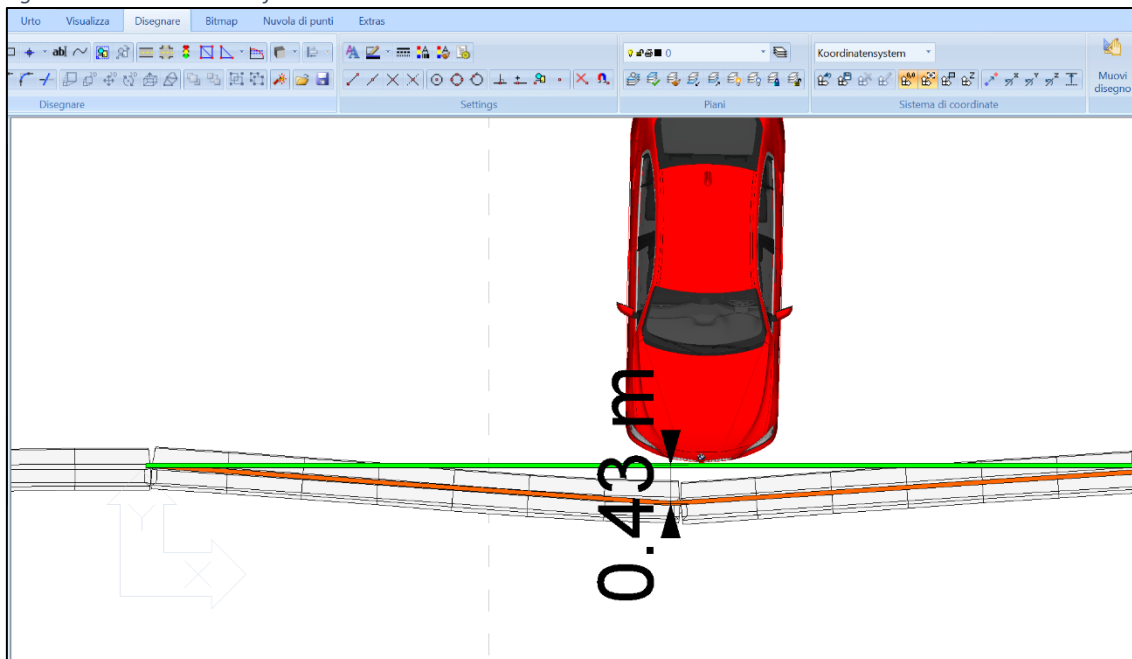 Urto Visualizza Disegnare Bitmap Nuvola di punti Extras
abl
0
Koordinatensystem
Muovi
disegno
Disegnare Settings Piani Sistema di coordinate
0.43 m
Y
X